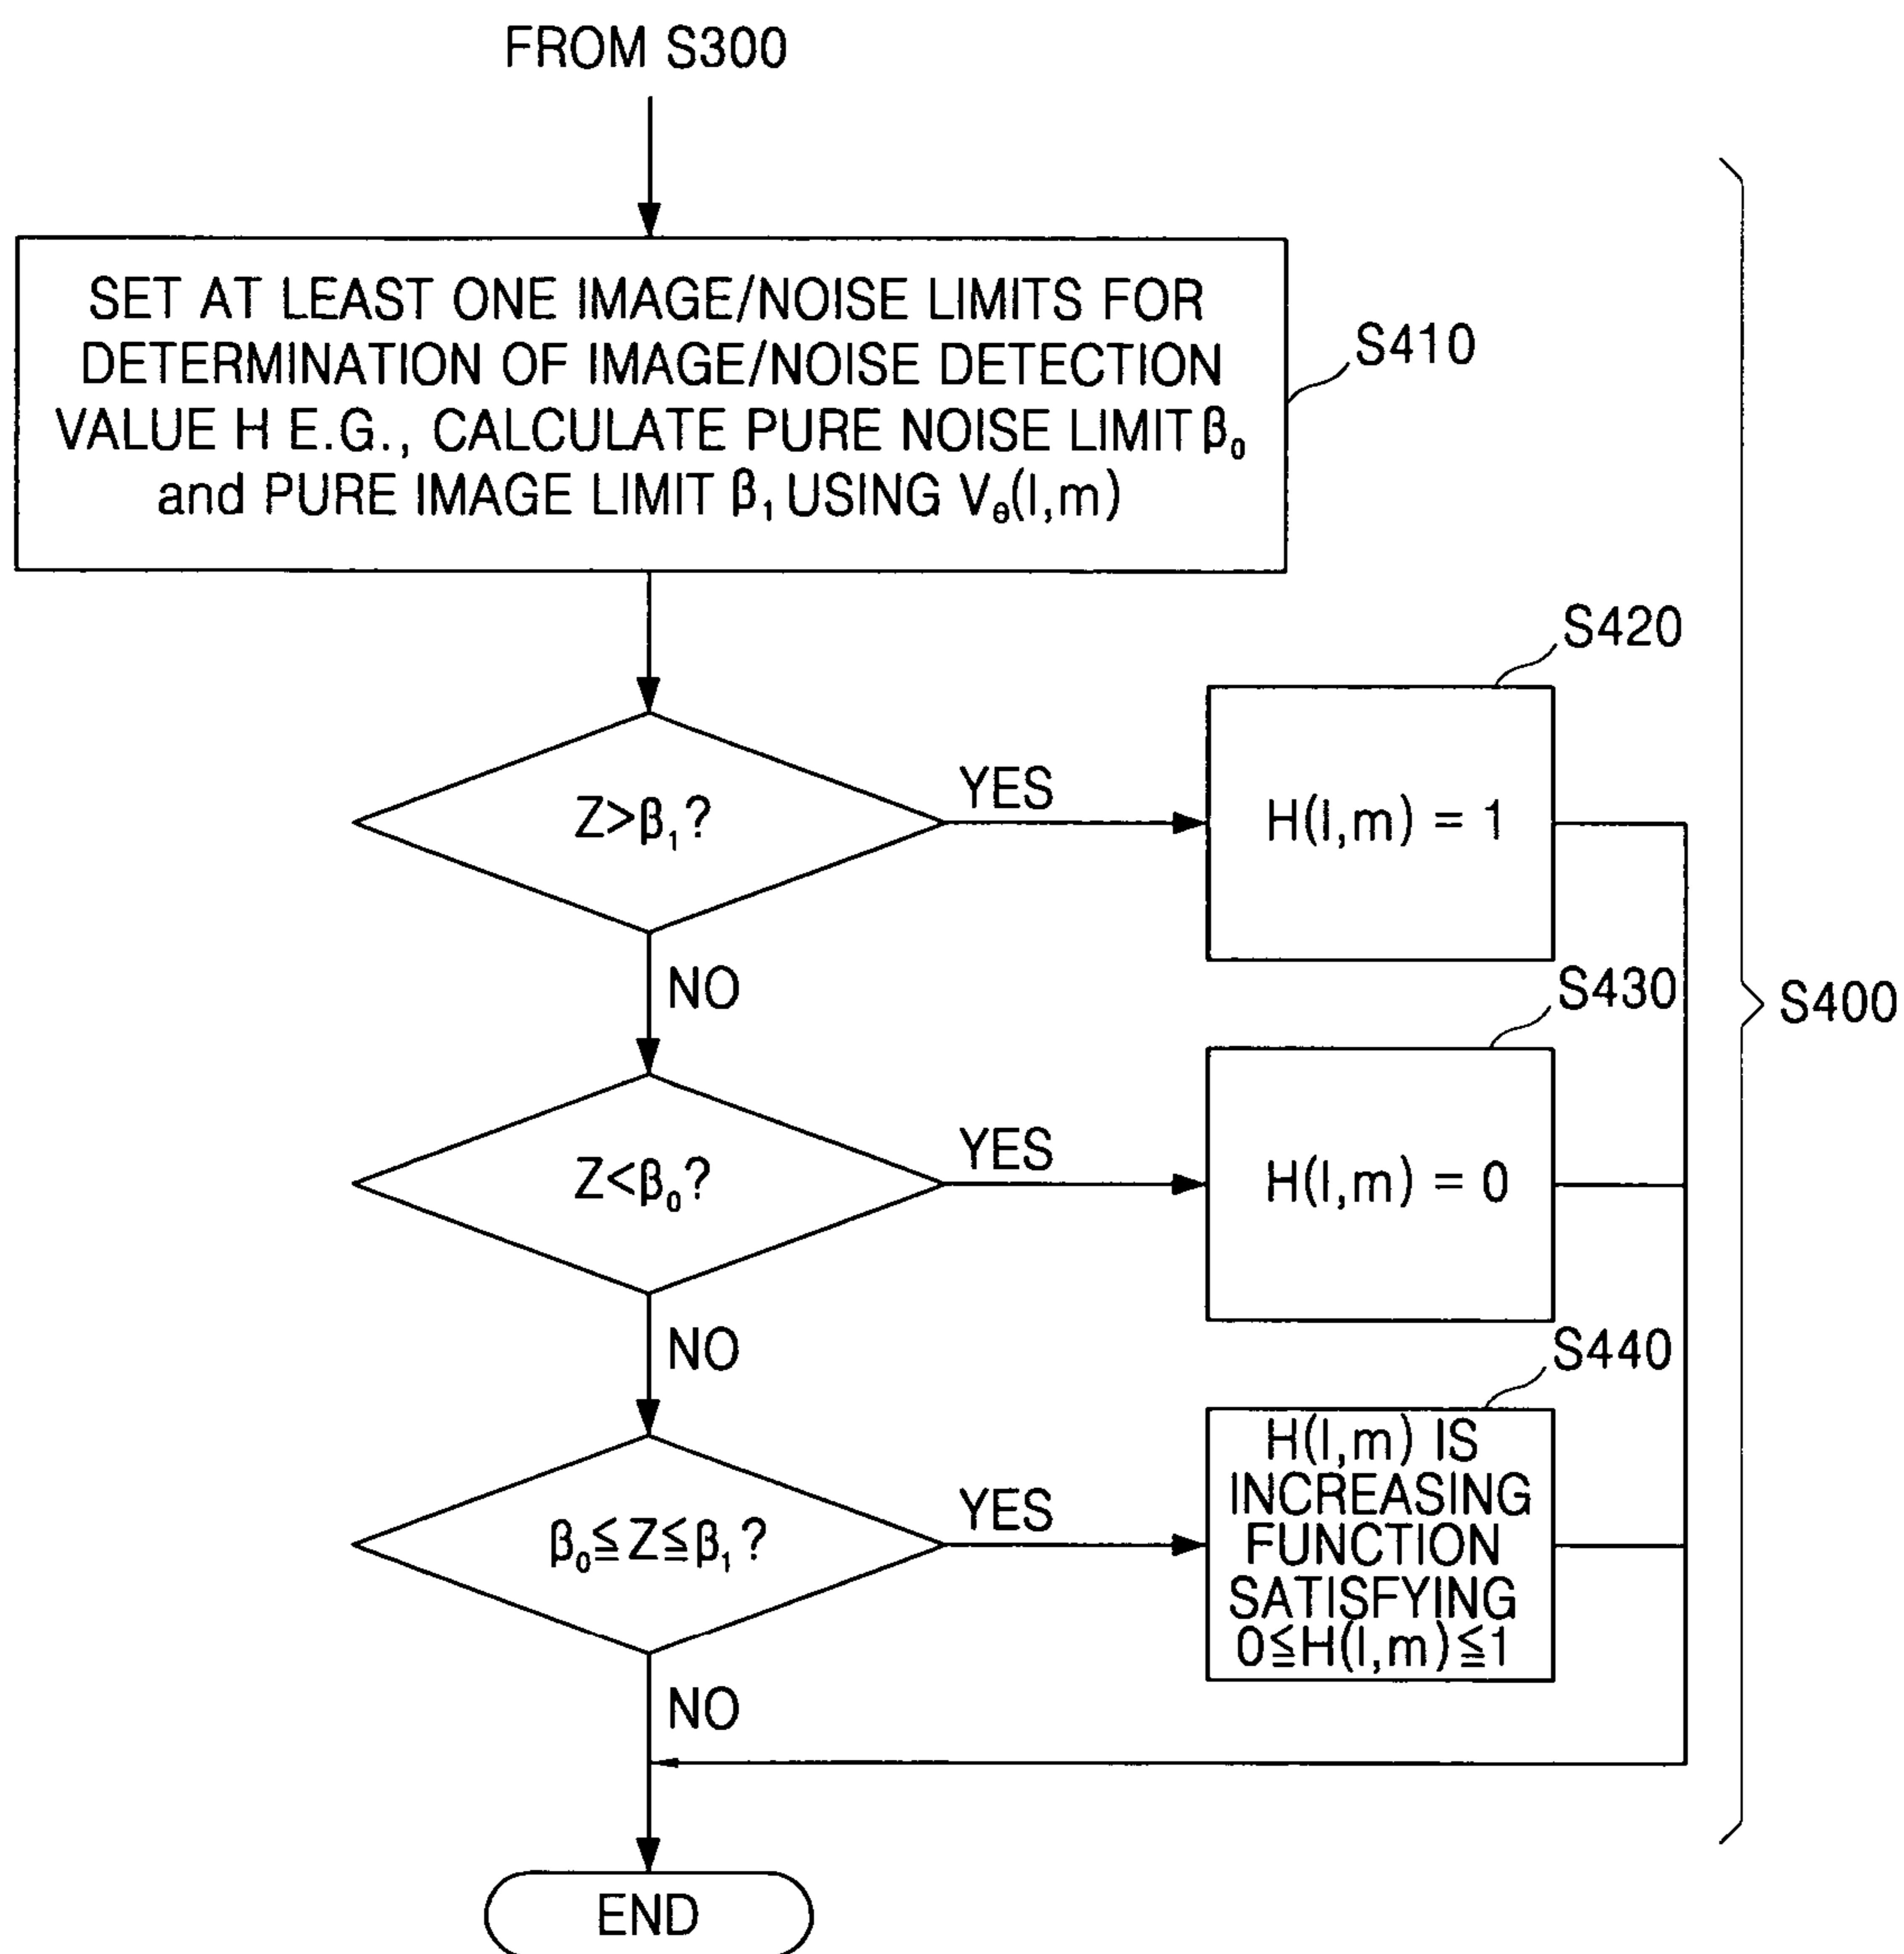 FROM S300
SET AT LEAST ONE IMAGE/NOISE LIMITS FOR
DETERMINATION OF IMAGE/NOISE DETECTION
VALUE H E.G., CALCULATE PURE NOISE LIMIT β₀
and PURE IMAGE LIMIT β₁ USING Vθ(l,m)
S410
S420
Z>β₁?
YES
H(l,m) = 1
NO
S430
S400
Z<β₀?
YES
H(l,m) = 0
NO
S440
β₀≦Z≦β₁?
YES
H(l,m) IS
INCREASING
FUNCTION
SATISFYING
0≦H(l,m)≦1
NO
END